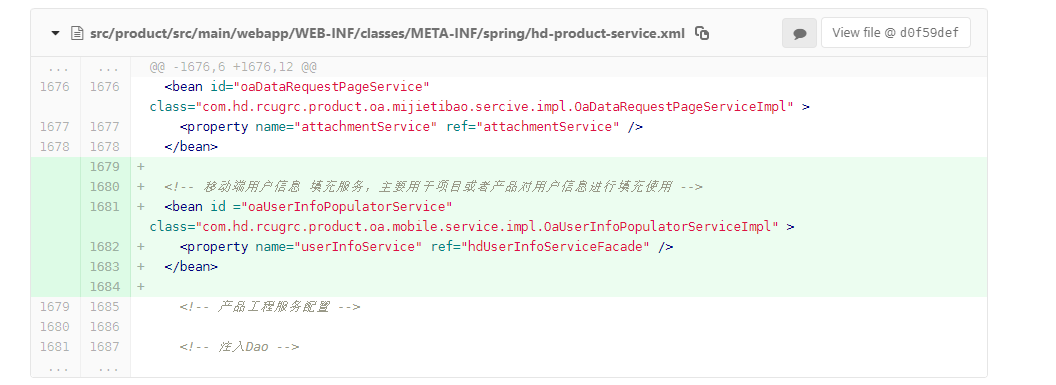 src/product/src/main/webapp/WEB-INF/classes/META-INF/spring/hd-product-service.xml View file @ d0f59def
... ... @@ -1676,6 +1676,12 @@
1676 1676 <bean id="oaDataRequestPageService"
class="com.hd.rcugrc.product.oa.mijietibao.sercive.impl.OaDataRequestPageServiceImpl" >
1677 1677 <property name="attachmentService" ref="attachmentService" />
1678 1678 </bean>
1679 +
1680 + <!-- 移动端用户信息 填充服务，主要用于项目或者产品对用户信息进行填充使用 -->
1681 + <bean id ="oaUserInfoPopulatorService"
class="com.hd.rcugrc.product.oa.mobile.service.impl.OaUserInfoPopulatorServiceImpl" >
1682 + <property name="userInfoService" ref="hdUserInfoServiceFacade" />
1683 + </bean>
1684 +
1679 1685 <!-- 产品工程服务配置 -->
1680 1686
1681 1687 <!-- 注入Dao -->
... ...